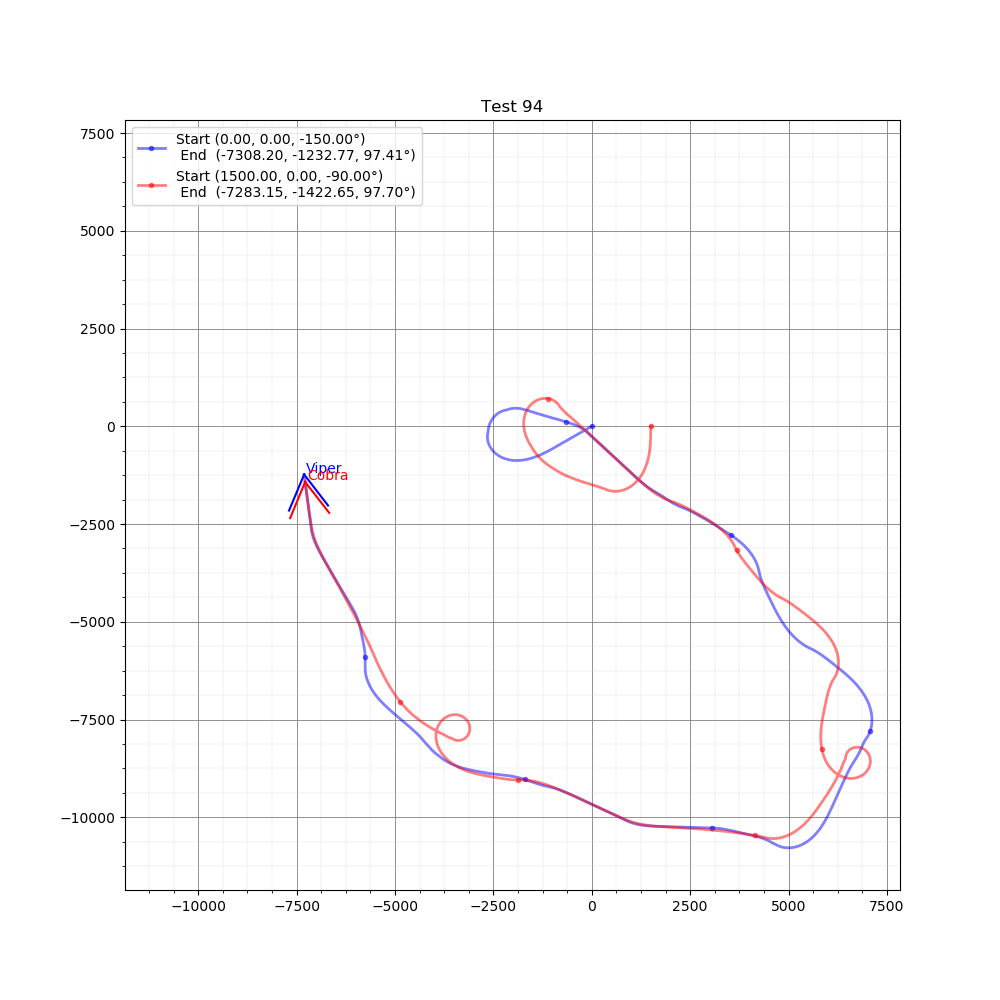 Test 94
Start (0.00, 0.00, -150.00°)
End  (-7308.20, -1232.77, 97.41°)
Start (1500.00, 0.00, -90.00°)
End  (-7283.15, -1422.65, 97.70°)
7500
5000
2500
0
−2500
−5000
−7500
−10000
Viper
Cobra
−10000 −7500 −5000 −2500 0 2500 5000 7500